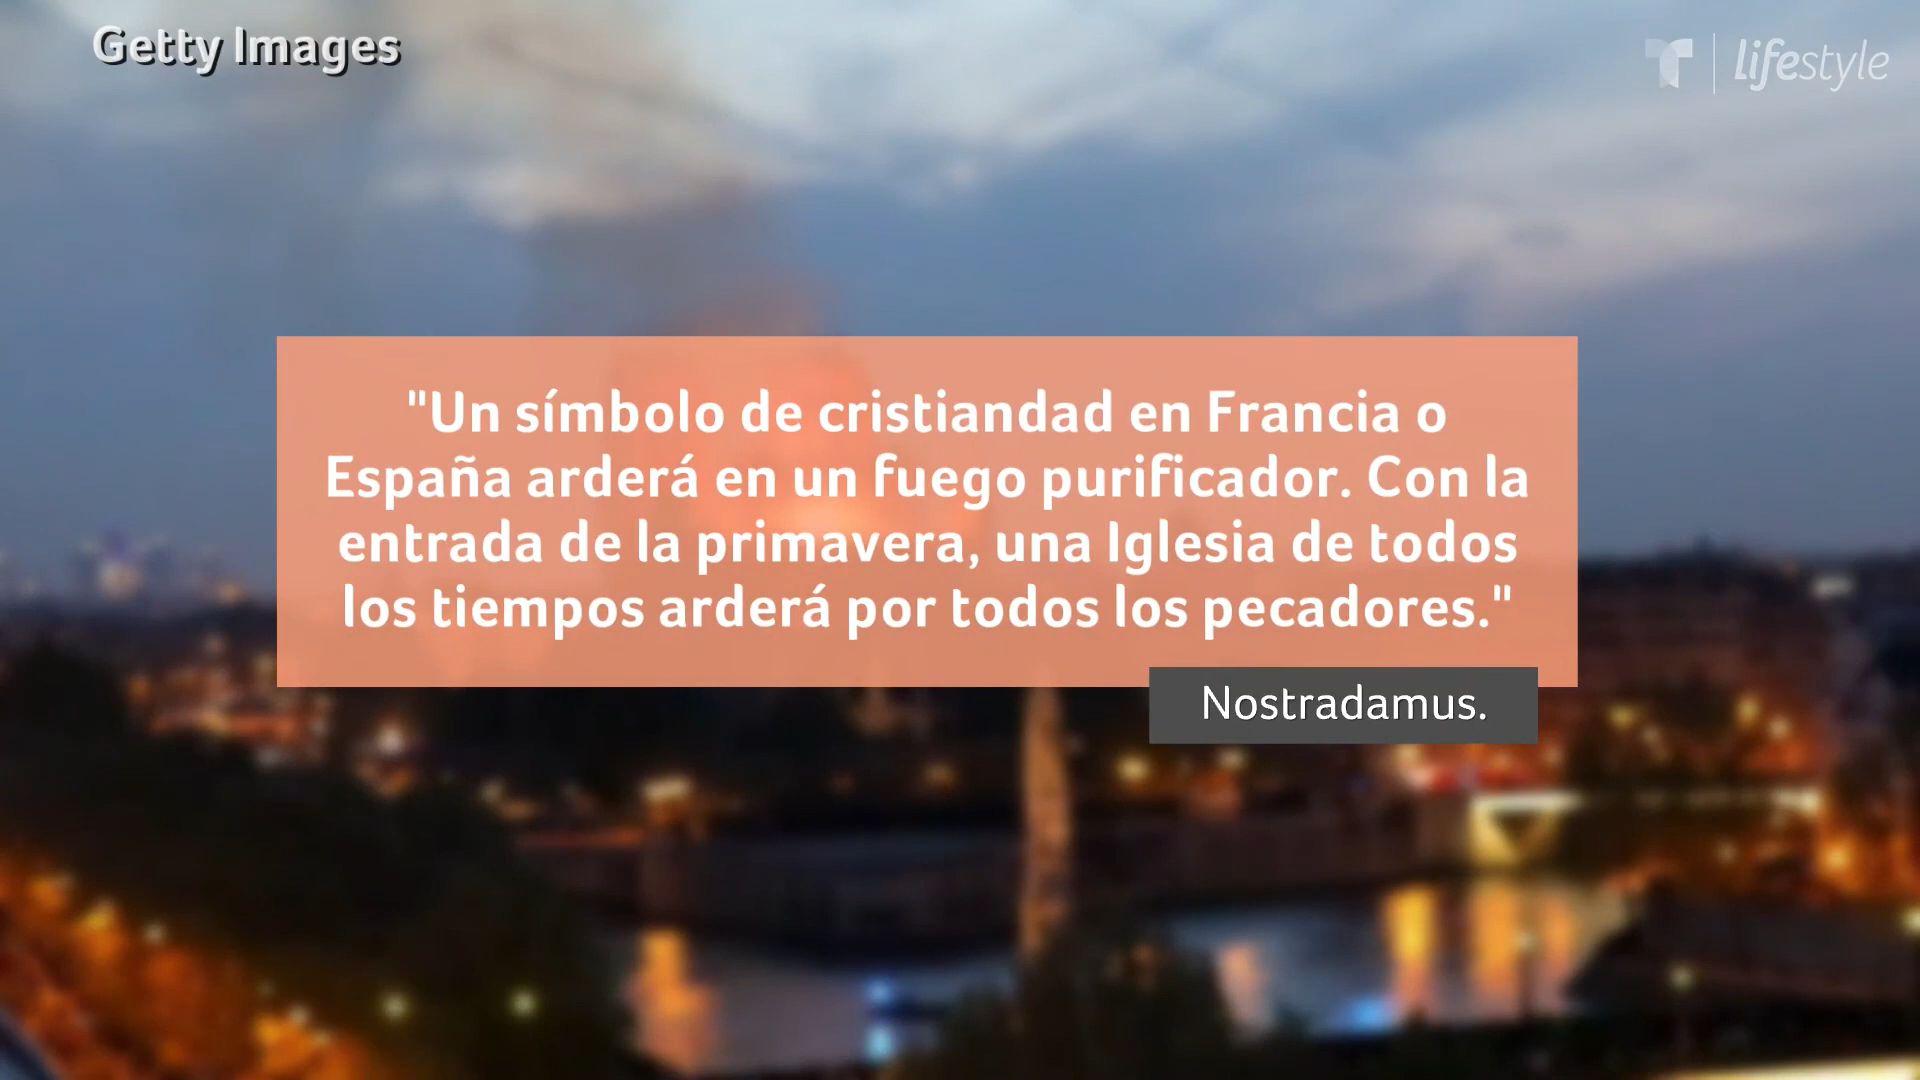 Getty Images
lifestyle
"Un símbolo de cristiandad en Francia o
España arderá en un fuego purificador. Con la
entrada de la primavera, una Iglesia de todos
los tiempos arderá por todos los pecadores."
Nostradamus.